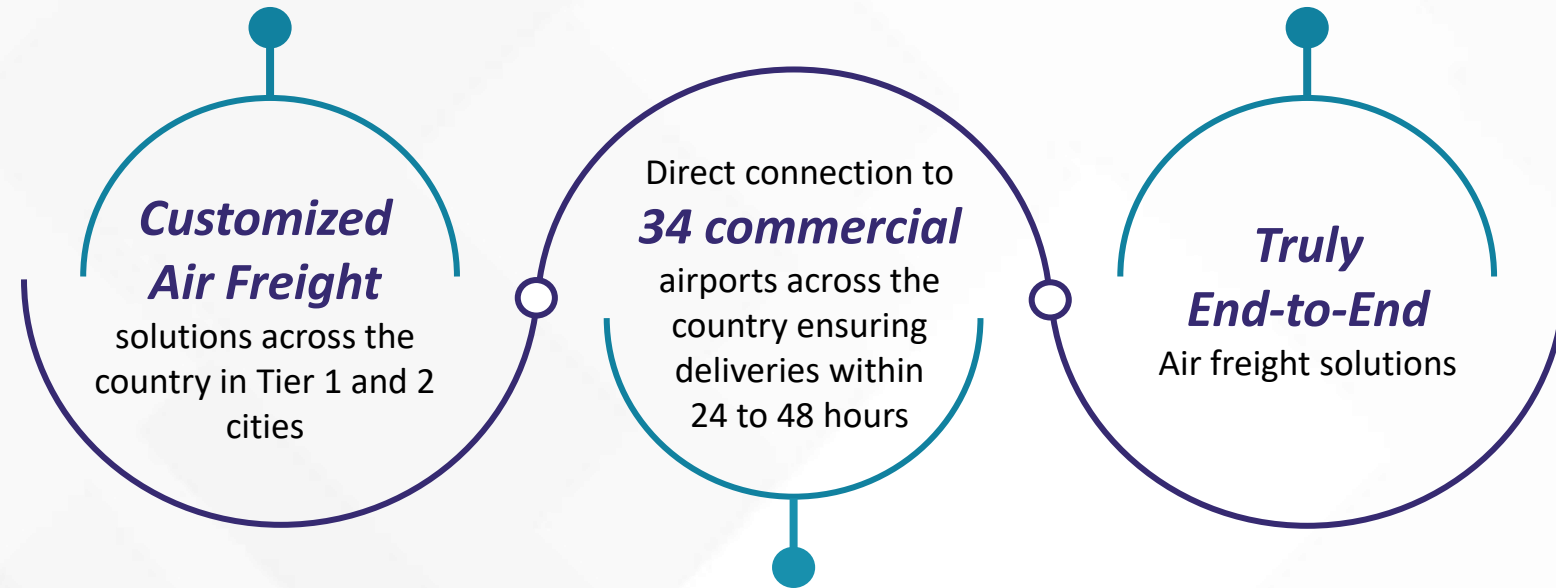 Customized
Air Freight
solutions across the
country in Tier 1 and 2
cities
Direct connection to
34 commercial
airports across the
country ensuring
deliveries within
24 to 48 hours
Truly
End-to-End
Air freight solutions